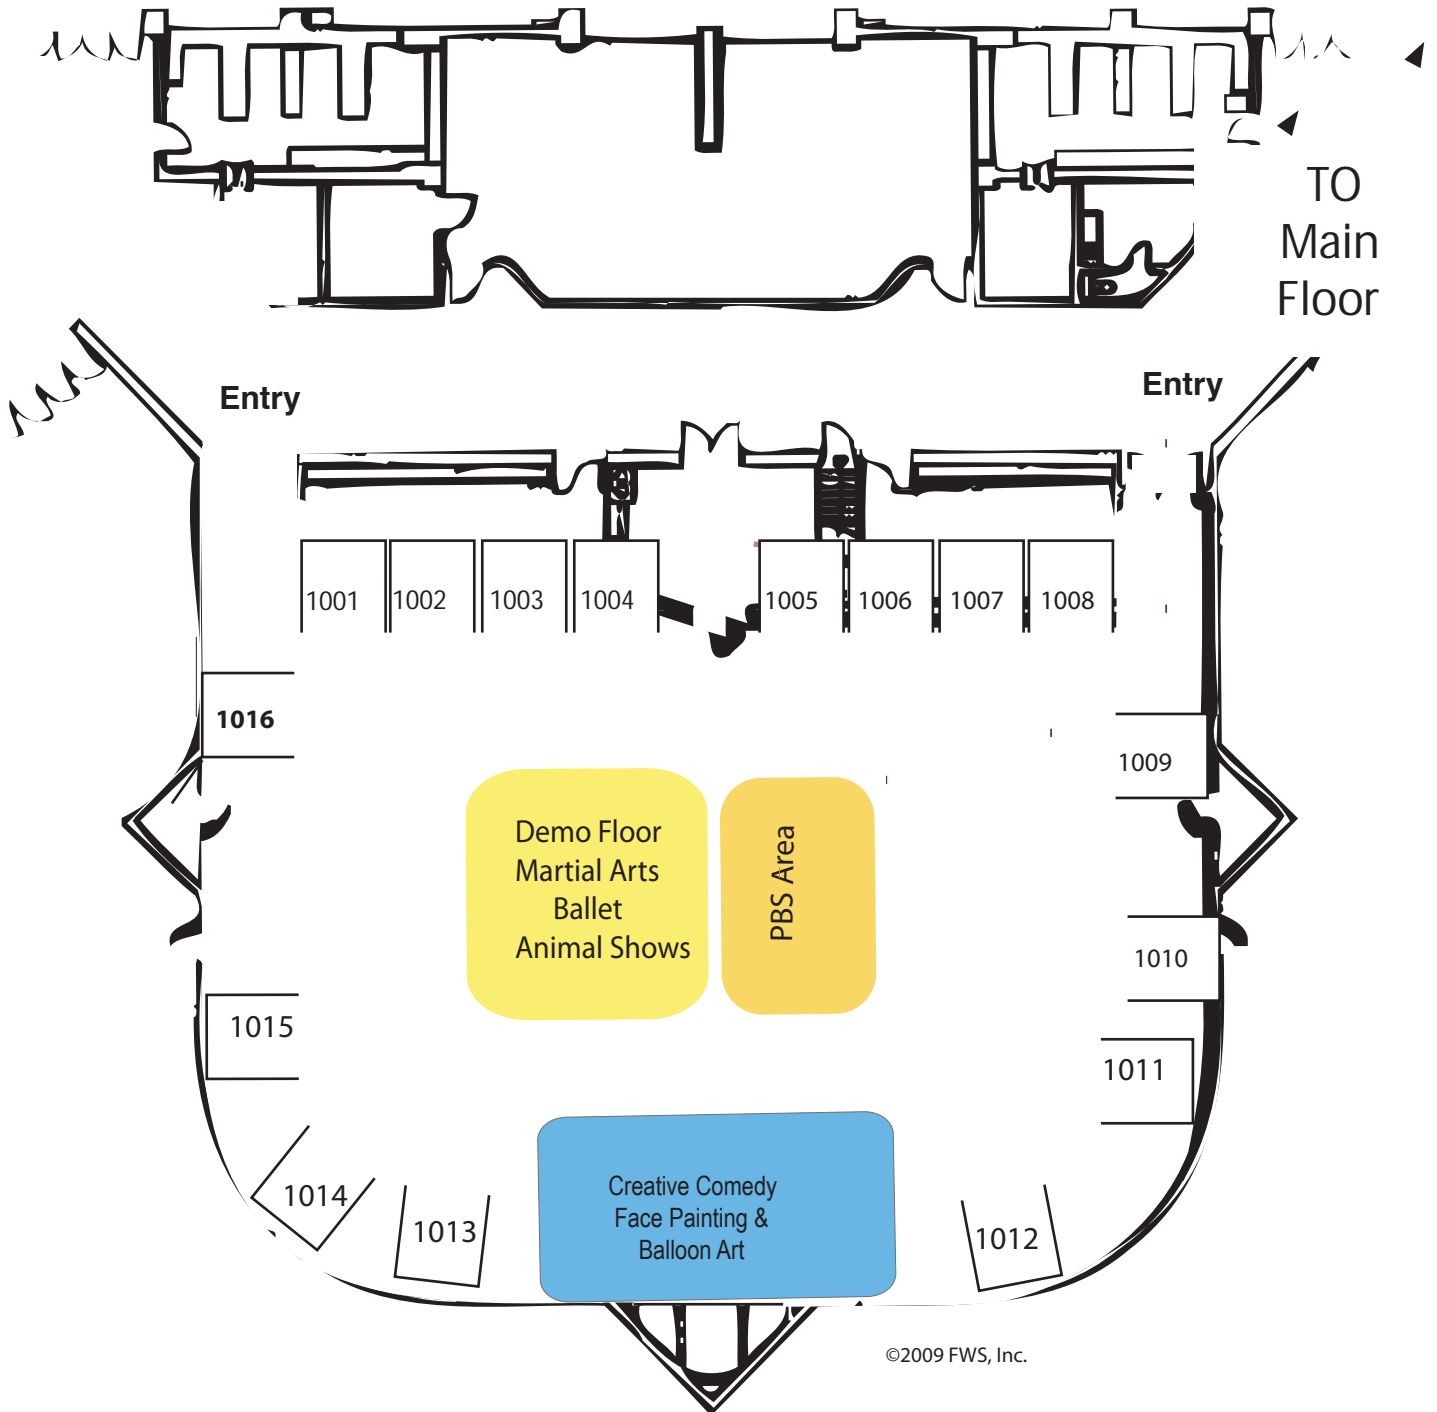 TO
Main
Floor
Entry
Entry
1001
1002
1003
1004
1005
1006
1007
1008
1016
1009
Demo Floor
Martial Arts
Ballet
Animal Shows
PBS Area
1010
1015
1011
1014
1013
Creative Comedy
Face Painting &
Balloon Art
1012
©2009 FWS, Inc.